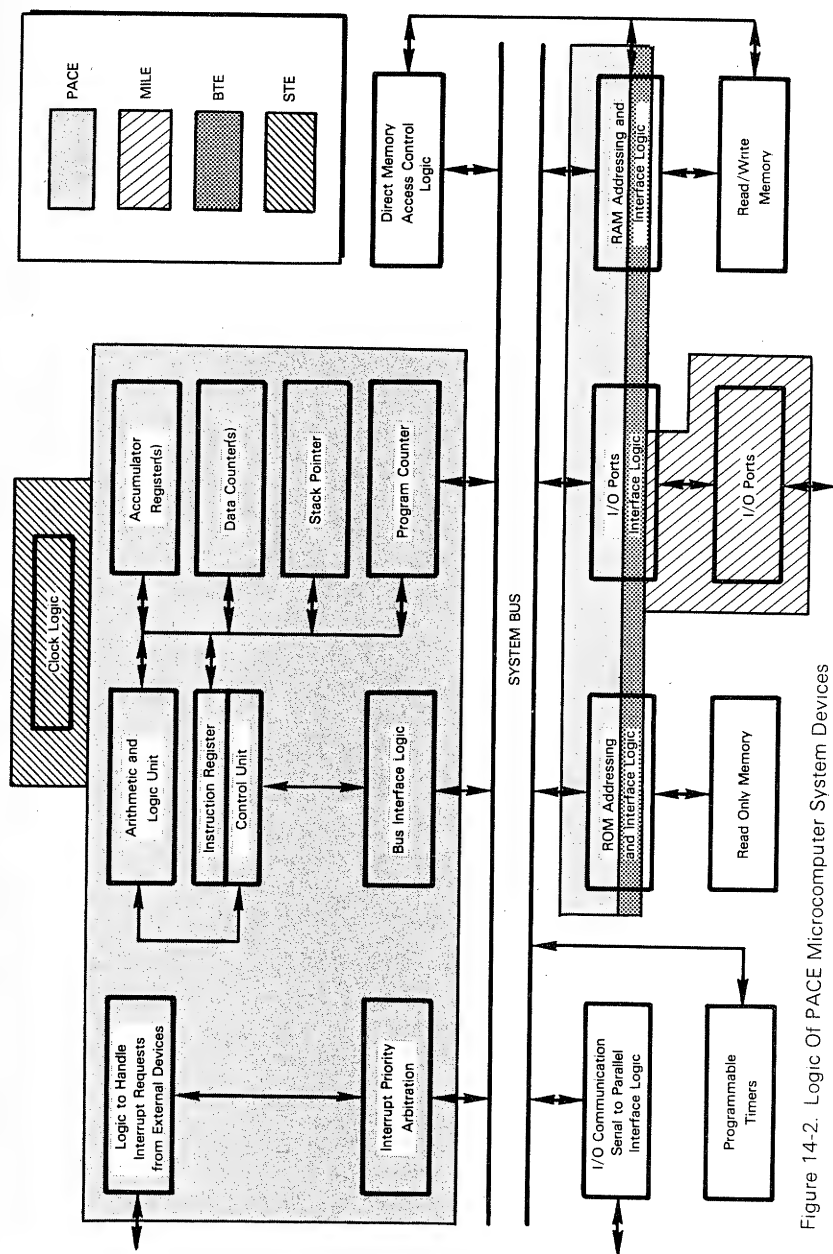 PACE
MILE
BTE
STE
Clock Logic
Logic to Handle
Interrupt Requests
from External Devices
Arithmetic and
Logic Unit
Accumulator
Register(s)
Instruction Register
Control Unit
Data Counter(s)
Stack Pointer
Interrupt Priority
Arbitration
Bus Interface Logic
Program Counter
Direct Memory
Access Control
Logic
SYSTEM BUS
I/O Communication
Serial to Parallel
Interface Logic
ROM Addressing
and Interface Logic
I/O Ports
Interface Logic
RAM Addressing and
Interface Logic
Programmable
Timers
Read Only Memory
I/O Ports
Read/Write
Memory
Figure 14-2. Logic Of PACE Microcomputer System Devices